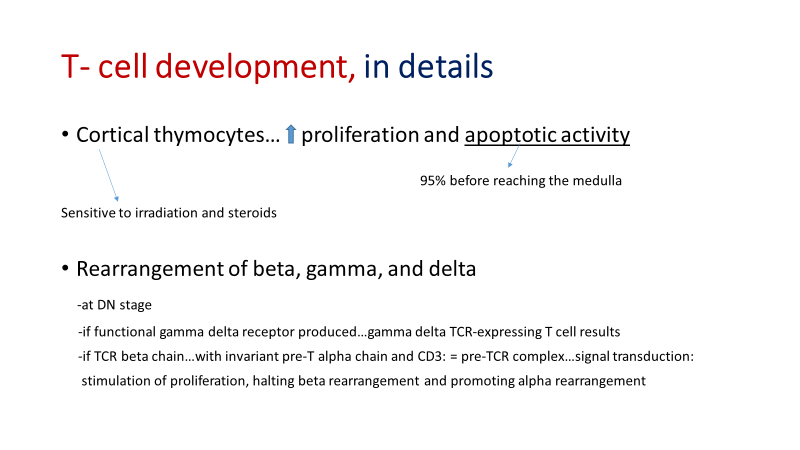 T- cell development, in details
• Cortical thymocytes… proliferation and apoptotic activity
95% before reaching the medulla
Sensitive to irradiation and steroids
• Rearrangement of beta, gamma, and delta
-at DN stage
-if functional gamma delta receptor produced…gamma delta TCR-expressing T cell results
-if TCR beta chain…with invariant pre-T alpha chain and CD3: = pre-TCR complex…signal transduction:
stimulation of proliferation, halting beta rearrangement and promoting alpha rearrangement